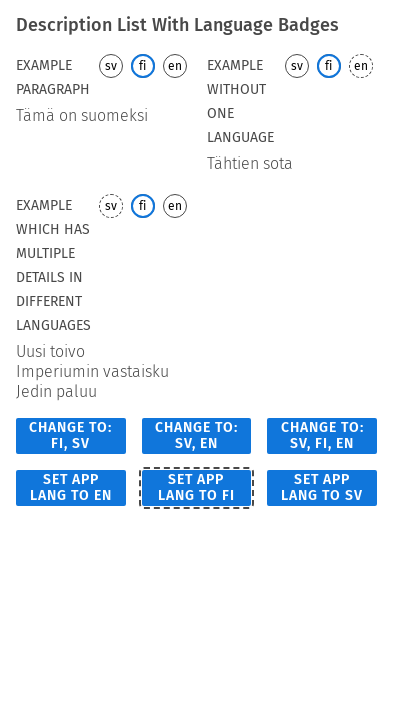 Description List With Language Badges
EXAMPLE PARAGRAPH
sv fi en
Tämä on suomeksi
EXAMPLE WITHOUT ONE LANGUAGE
sv fi en
Tähtien sota
EXAMPLE WHICH HAS MULTIPLE DETAILS IN DIFFERENT LANGUAGES
sv fi en
Uusi toivo
Imperiumin vastaisku
Jedin paluu
CHANGE TO: FI, SV
CHANGE TO: SV, EN
CHANGE TO: SV, FI, EN
SET APP LANG TO EN
SET APP LANG TO FI
SET APP LANG TO SV